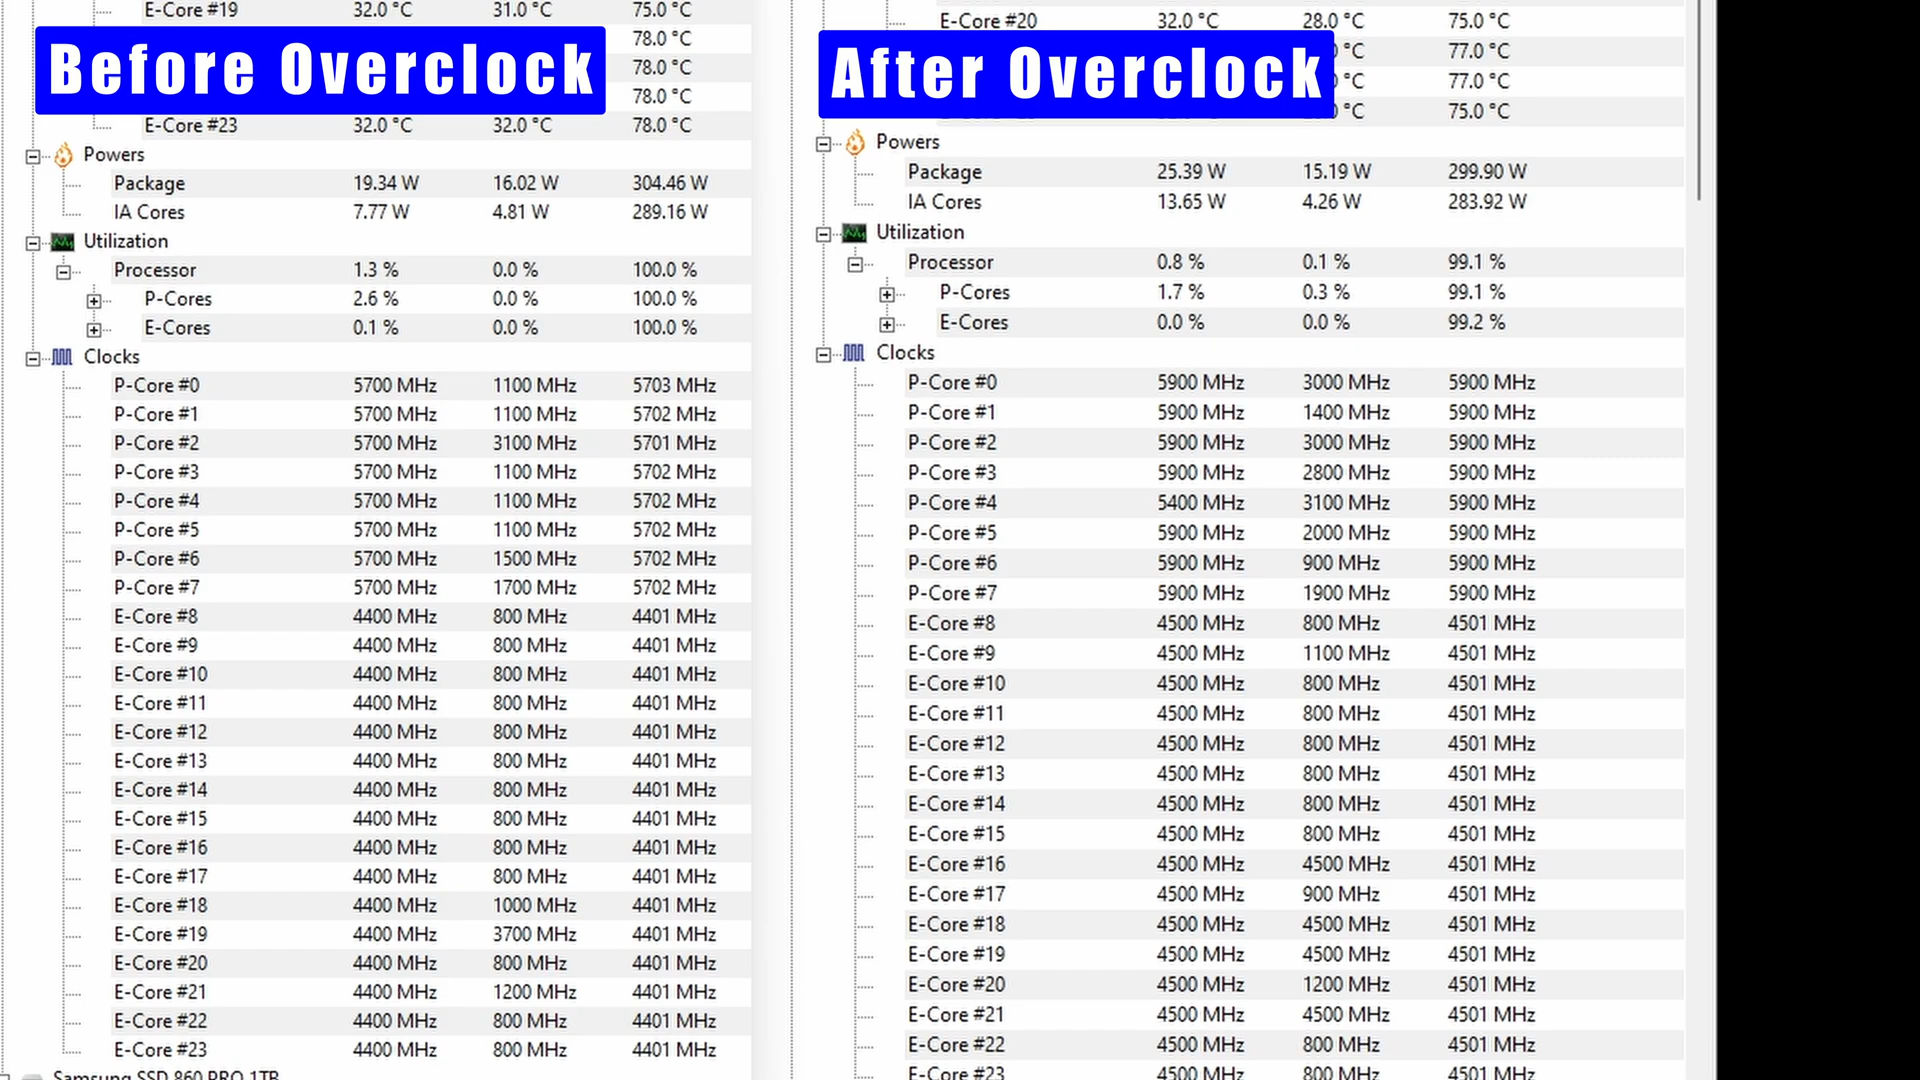 E-Core #19 32.0 °C 31.0 °C 75.0 °C
78.0 °C
78.0 °C
78.0 °C
Before Overclock
E-Core #23 32.0 °C 32.0 °C 78.0 °C
Powers
Package 19.34 W 16.02 W 304.46 W
IA Cores 7.77 W 4.81 W 289.16 W
Utilization
Processor 1.3 % 0.0 % 100.0 %
P-Cores 2.6 % 0.0 % 100.0 %
E-Cores 0.1 % 0.0 % 100.0 %
Clocks
P-Core #0 5700 MHz 1100 MHz 5703 MHz
P-Core #1 5700 MHz 1100 MHz 5702 MHz
P-Core #2 5700 MHz 3100 MHz 5701 MHz
P-Core #3 5700 MHz 1100 MHz 5702 MHz
P-Core #4 5700 MHz 1100 MHz 5702 MHz
P-Core #5 5700 MHz 1100 MHz 5702 MHz
P-Core #6 5700 MHz 1500 MHz 5702 MHz
P-Core #7 5700 MHz 1700 MHz 5702 MHz
E-Core #8 4400 MHz 800 MHz 4401 MHz
E-Core #9 4400 MHz 800 MHz 4401 MHz
E-Core #10 4400 MHz 800 MHz 4401 MHz
E-Core #11 4400 MHz 800 MHz 4401 MHz
E-Core #12 4400 MHz 800 MHz 4401 MHz
E-Core #13 4400 MHz 800 MHz 4401 MHz
E-Core #14 4400 MHz 800 MHz 4401 MHz
E-Core #15 4400 MHz 800 MHz 4401 MHz
E-Core #16 4400 MHz 800 MHz 4401 MHz
E-Core #17 4400 MHz 800 MHz 4401 MHz
E-Core #18 4400 MHz 1000 MHz 4401 MHz
E-Core #19 4400 MHz 3700 MHz 4401 MHz
E-Core #20 4400 MHz 800 MHz 4401 MHz
E-Core #21 4400 MHz 1200 MHz 4401 MHz
E-Core #22 4400 MHz 800 MHz 4401 MHz
E-Core #23 4400 MHz 800 MHz 4401 MHz
Samsung SSD 860 PRO 1TB
E-Core #20 32.0 °C 28.0 °C 75.0 °C
°C 77.0 °C
°C 77.0 °C
°C 75.0 °C
After Overclock
Powers
Package 25.39 W 15.19 W 299.90 W
IA Cores 13.65 W 4.26 W 283.92 W
Utilization
Processor 0.8 % 0.1 % 99.1 %
P-Cores 1.7 % 0.3 % 99.1 %
E-Cores 0.0 % 0.0 % 99.2 %
Clocks
P-Core #0 5900 MHz 3000 MHz 5900 MHz
P-Core #1 5900 MHz 1400 MHz 5900 MHz
P-Core #2 5900 MHz 3000 MHz 5900 MHz
P-Core #3 5900 MHz 2800 MHz 5900 MHz
P-Core #4 5400 MHz 3100 MHz 5900 MHz
P-Core #5 5900 MHz 2000 MHz 5900 MHz
P-Core #6 5900 MHz 900 MHz 5900 MHz
P-Core #7 5900 MHz 1900 MHz 5900 MHz
E-Core #8 4500 MHz 800 MHz 4501 MHz
E-Core #9 4500 MHz 1100 MHz 4501 MHz
E-Core #10 4500 MHz 800 MHz 4501 MHz
E-Core #11 4500 MHz 800 MHz 4501 MHz
E-Core #12 4500 MHz 800 MHz 4501 MHz
E-Core #13 4500 MHz 800 MHz 4501 MHz
E-Core #14 4500 MHz 800 MHz 4501 MHz
E-Core #15 4500 MHz 800 MHz 4501 MHz
E-Core #16 4500 MHz 4500 MHz 4501 MHz
E-Core #17 4500 MHz 900 MHz 4501 MHz
E-Core #18 4500 MHz 4500 MHz 4501 MHz
E-Core #19 4500 MHz 4500 MHz 4501 MHz
E-Core #20 4500 MHz 1200 MHz 4501 MHz
E-Core #21 4500 MHz 4500 MHz 4501 MHz
E-Core #22 4500 MHz 800 MHz 4501 MHz
E-Core #23 4500 MHz 800 MHz 4501 MHz